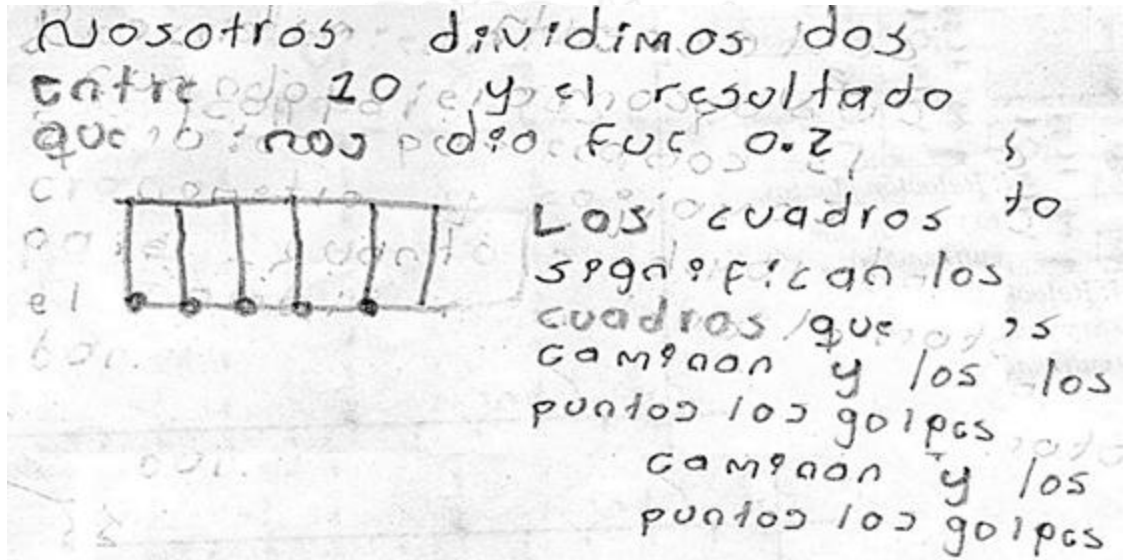 Nosotros dividimos dos
entre 10 y el resultado
que nos dio fue 0.2
Los cuadros to
significan los
cuadros que
caminan y los los
puntos los golpes
caminan y los
puntos los golpes